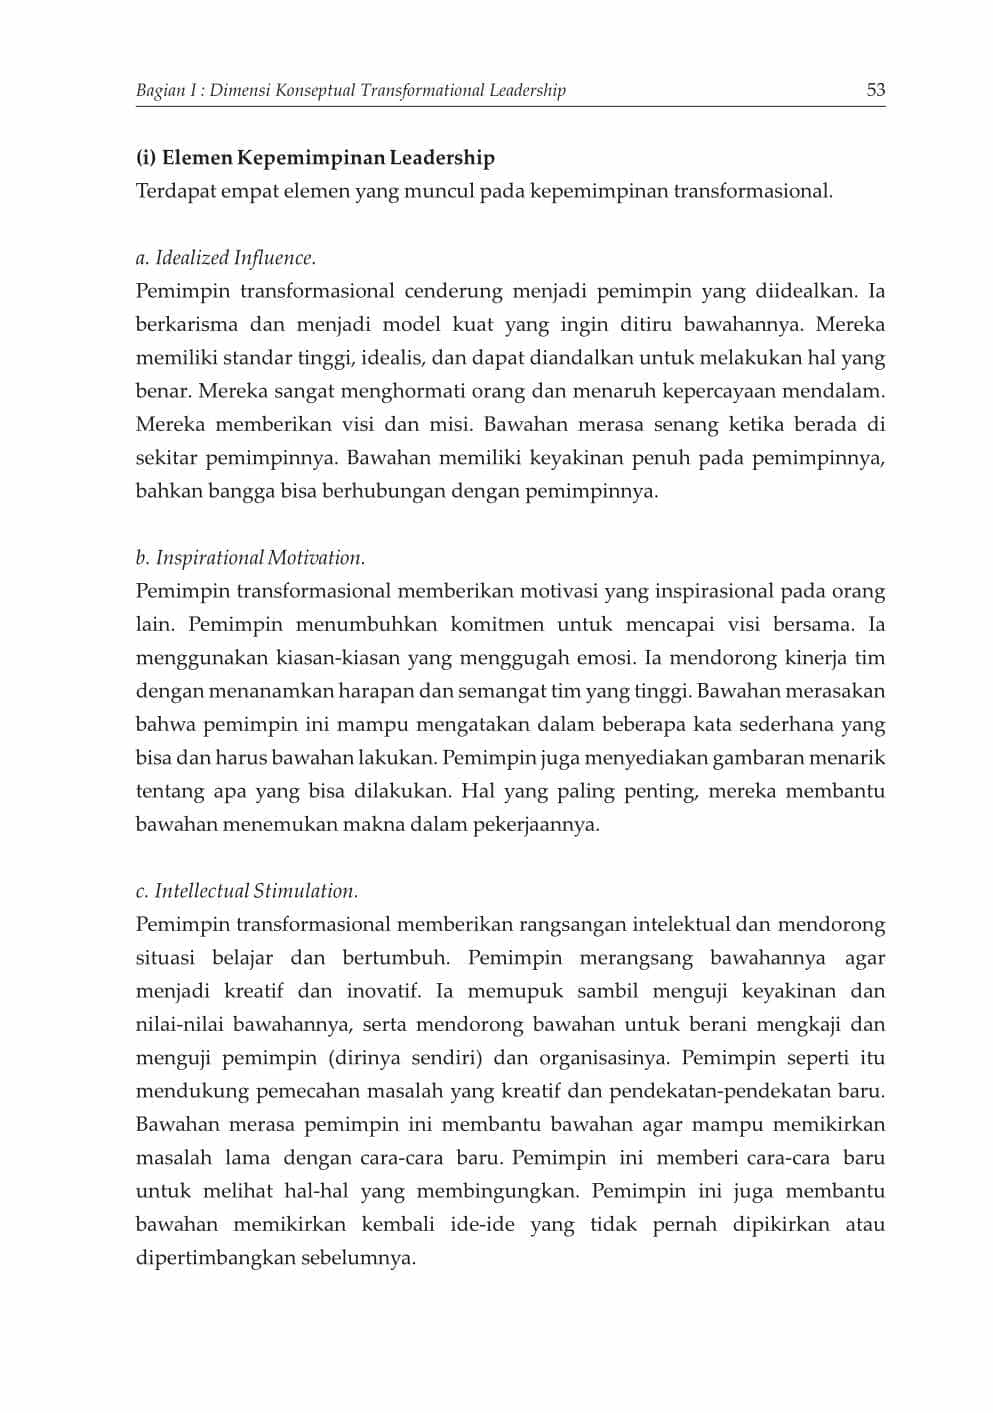 Bagian I : Dimensi Konseptual Transformational Leadership 53
(i) Elemen Kepemimpinan Leadership
Terdapat empat elemen yang muncul pada kepemimpinan transformasional.
a. Idealized Influence.
Pemimpin transformasional cenderung menjadi pemimpin yang diidealkan. Ia
berkarisma dan menjadi model kuat yang ingin ditiru bawahannya. Mereka
memiliki standar tinggi, idealis, dan dapat diandalkan untuk melakukan hal yang
benar. Mereka sangat menghormati orang dan menaruh kepercayaan mendalam.
Mereka memberikan visi dan misi. Bawahan merasa senang ketika berada di
sekitar pemimpinnya. Bawahan memiliki keyakinan penuh pada pemimpinnya,
bahkan bangga bisa berhubungan dengan pemimpinnya.
b. Inspirational Motivation.
Pemimpin transformasional memberikan motivasi yang inspirasional pada orang
lain. Pemimpin menumbuhkan komitmen untuk mencapai visi bersama. Ia
menggunakan kiasan-kiasan yang menggugah emosi. Ia mendorong kinerja tim
dengan menanamkan harapan dan semangat tim yang tinggi. Bawahan merasakan
bahwa pemimpin ini mampu mengatakan dalam beberapa kata sederhana yang
bisa dan harus bawahan lakukan. Pemimpin juga menyediakan gambaran menarik
tentang apa yang bisa dilakukan. Hal yang paling penting, mereka membantu
bawahan menemukan makna dalam pekerjaannya.
c. Intellectual Stimulation.
Pemimpin transformasional memberikan rangsangan intelektual dan mendorong
situasi belajar dan bertumbuh. Pemimpin merangsang bawahannya agar
menjadi kreatif dan inovatif. Ia memupuk sambil menguji keyakinan dan
nilai-nilai bawahannya, serta mendorong bawahan untuk berani mengkaji dan
menguji pemimpin (dirinya sendiri) dan organisasinya. Pemimpin seperti itu
mendukung pemecahan masalah yang kreatif dan pendekatan-pendekatan baru.
Bawahan merasa pemimpin ini membantu bawahan agar mampu memikirkan
masalah lama dengan cara-cara baru. Pemimpin ini memberi cara-cara baru
untuk melihat hal-hal yang membingungkan. Pemimpin ini juga membantu
bawahan memikirkan kembali ide-ide yang tidak pernah dipikirkan atau
dipertimbangkan sebelumnya.